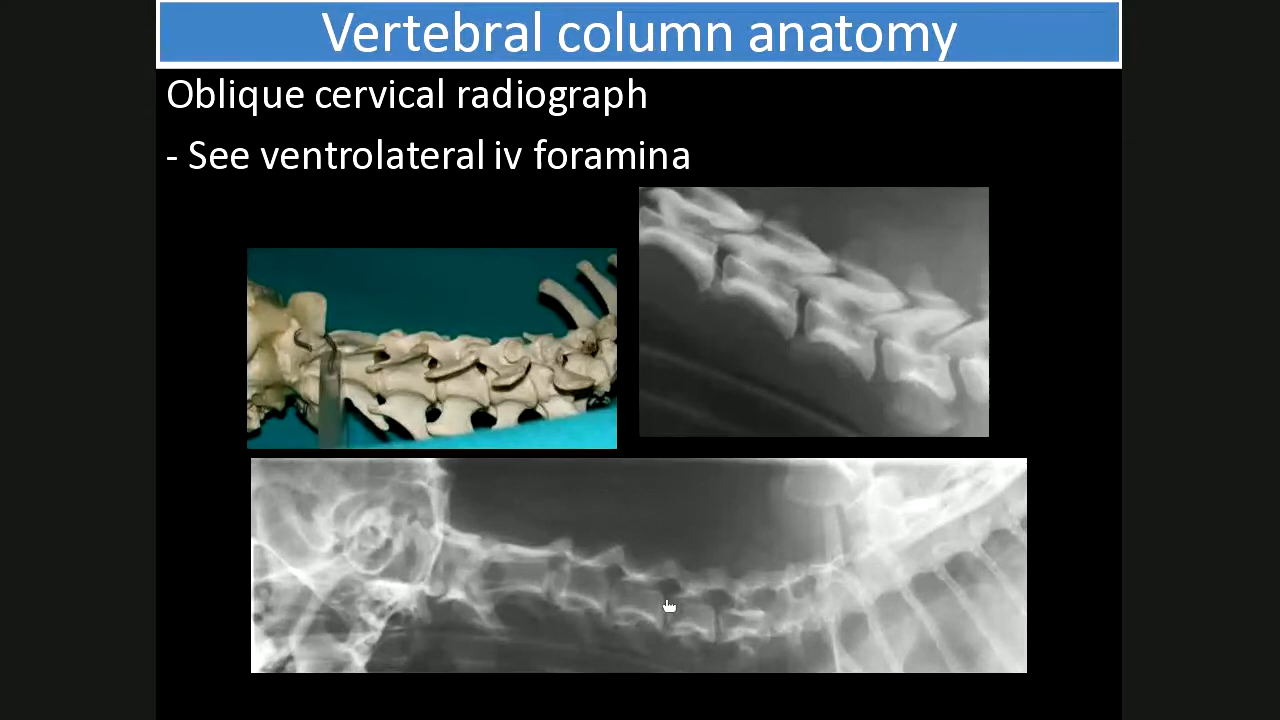 Vertebral column anatomy
Oblique cervical radiograph
- See ventrolateral iv foramina